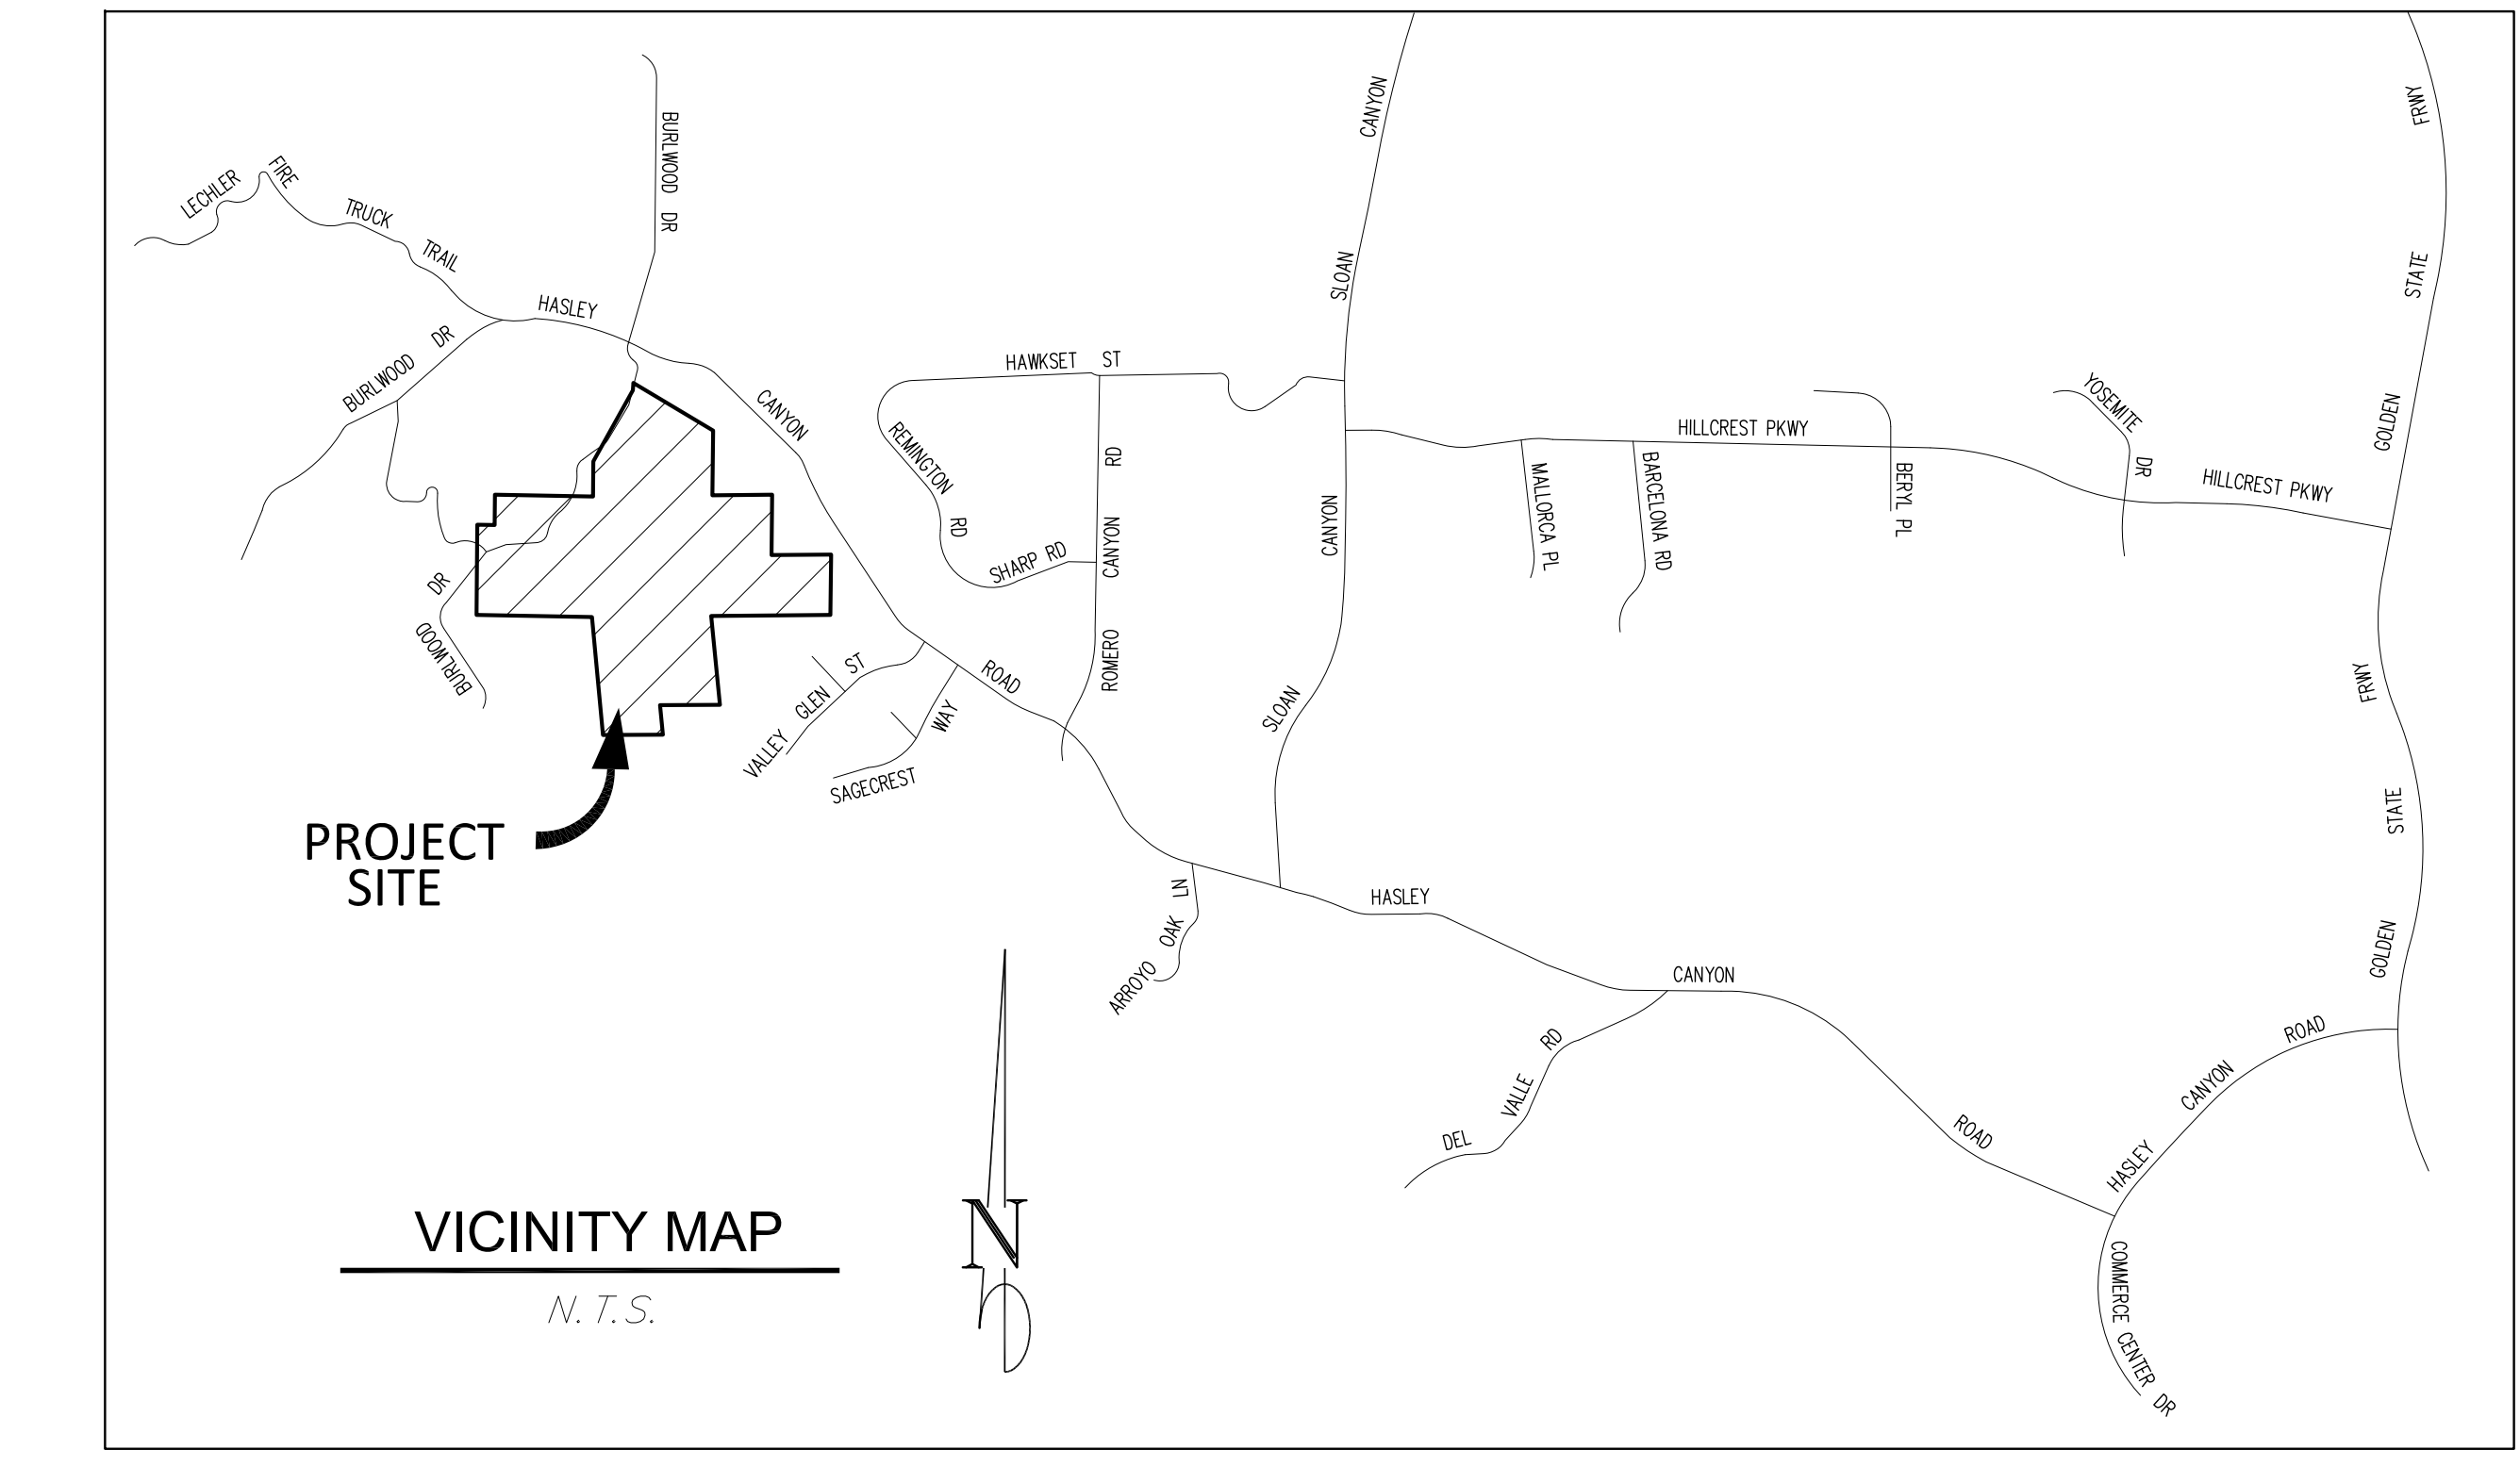 LECHLER FIRE TRUCK TRAIL
BURLWOOD DR
HASLEY CANYON ROAD
BURLWOOD DR
BURLWOOD DR
HAWKSET ST
REMINGTON RD
SHARP RD
ROMERO CANYON RD
VALLEY GLEN ST
SAGECREST WAY
SLOAN CANYON
SLOAN CANYON
HILLCREST PKWY
MALLORCA PL
BARCELONA RD
BERYL PL
YOSEMITE DR
HILLCREST PKWY
GOLDEN STATE FRWY
GOLDEN STATE FRWY
ARROYO OAK LN
HASLEY CANYON ROAD
DEL VALE RD
HASLEY CANYON ROAD
COMMERCE CENTER DR
PROJECT
SITE
VICINITY MAP
N.T.S.
N